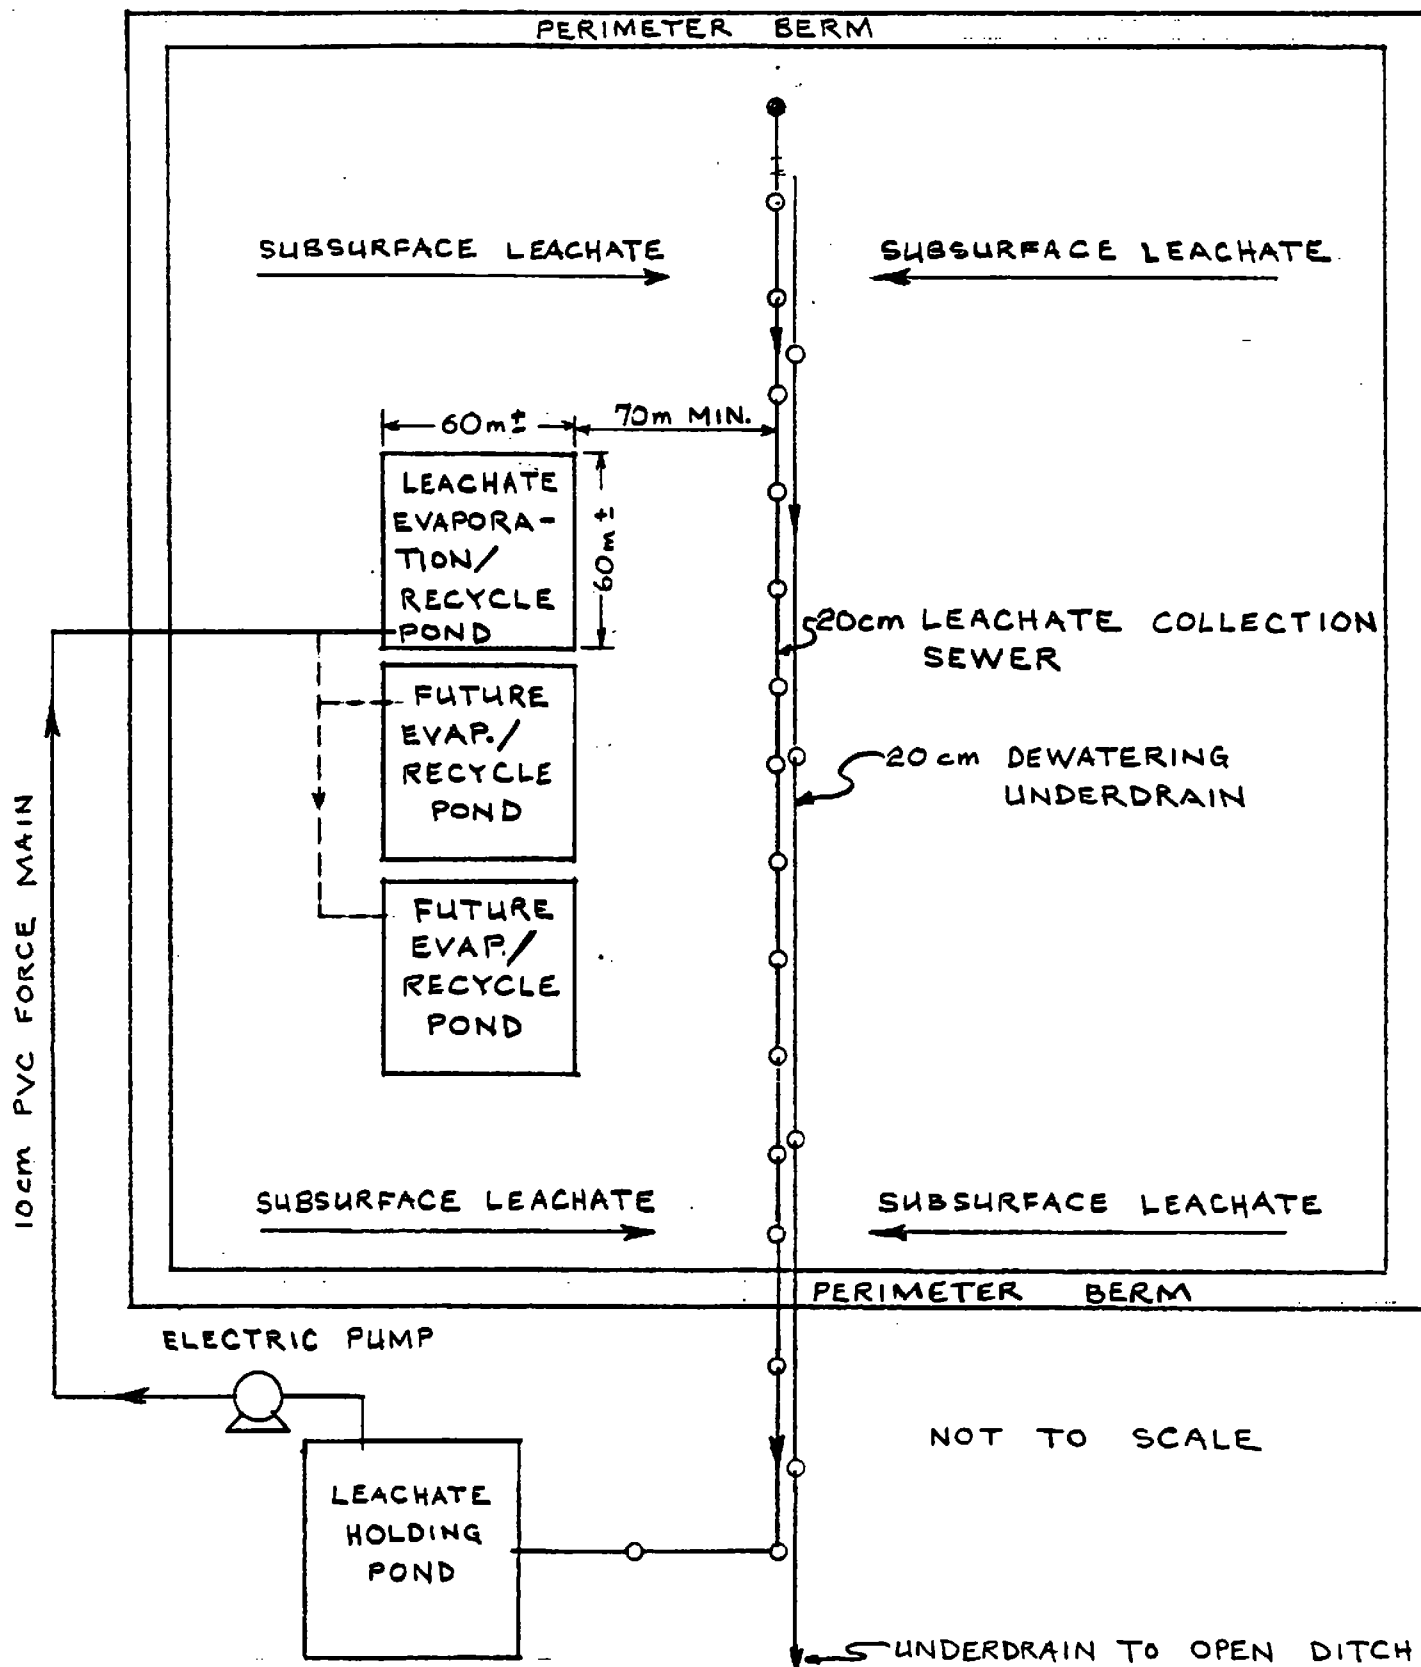 PERIMETER BERM
SUBSURFACE LEACHATE
SUBSURFACE LEACHATE
60m±
70m MIN.
LEACHATE
EVAPORA-
TION/
RECYCLE
POND
60m±
20cm LEACHATE COLLECTION
SEWER
FUTURE
EVAP./
RECYCLE
POND
20 cm DEWATERING
UNDERDRAIN
FUTURE
EVAP./
RECYCLE
POND
10cm PVC FORCE MAIN
SUBSURFACE LEACHATE
SUBSURFACE LEACHATE
PERIMETER BERM
ELECTRIC PUMP
NOT TO SCALE
LEACHATE
HOLDING
POND
UNDERDRAIN TO OPEN DITCH